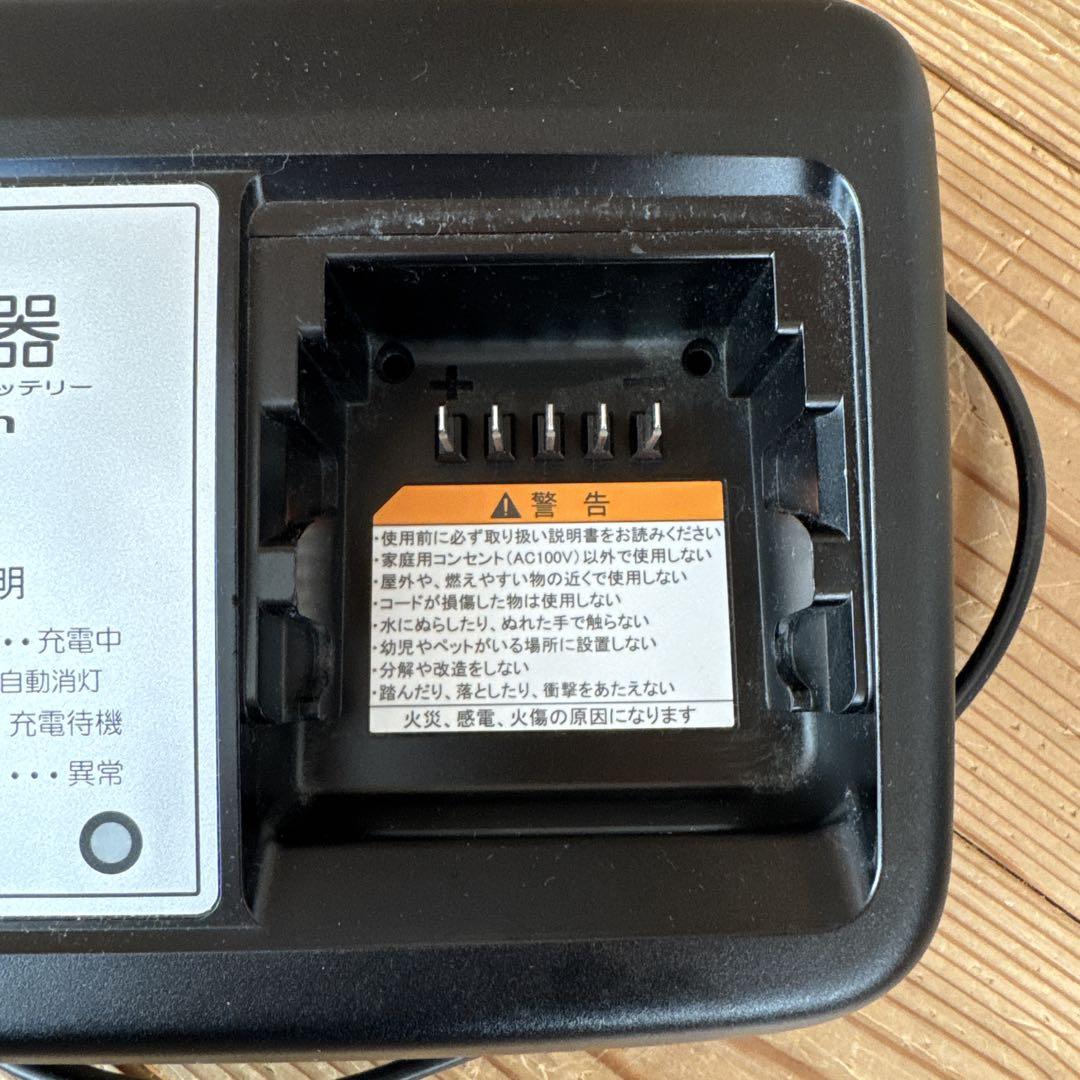 器
ッテリー
n
明
・・充電中
自動消灯
充電待機
・・・・異常
+ −
⚠警 告
・使用前に必ず取り扱い説明書をお読みください
・家庭用コンセント(AC100V)以外で使用しない
・屋外や、燃えやすい物の近くで使用しない
・コードが損傷した物は使用しない
・水にぬらしたり、ぬれた手で触らない
・幼児やペットがいる場所に設置しない
・分解や改造をしない
・踏んだり、落としたり、衝撃をあたえない
火災、感電、火傷の原因になります